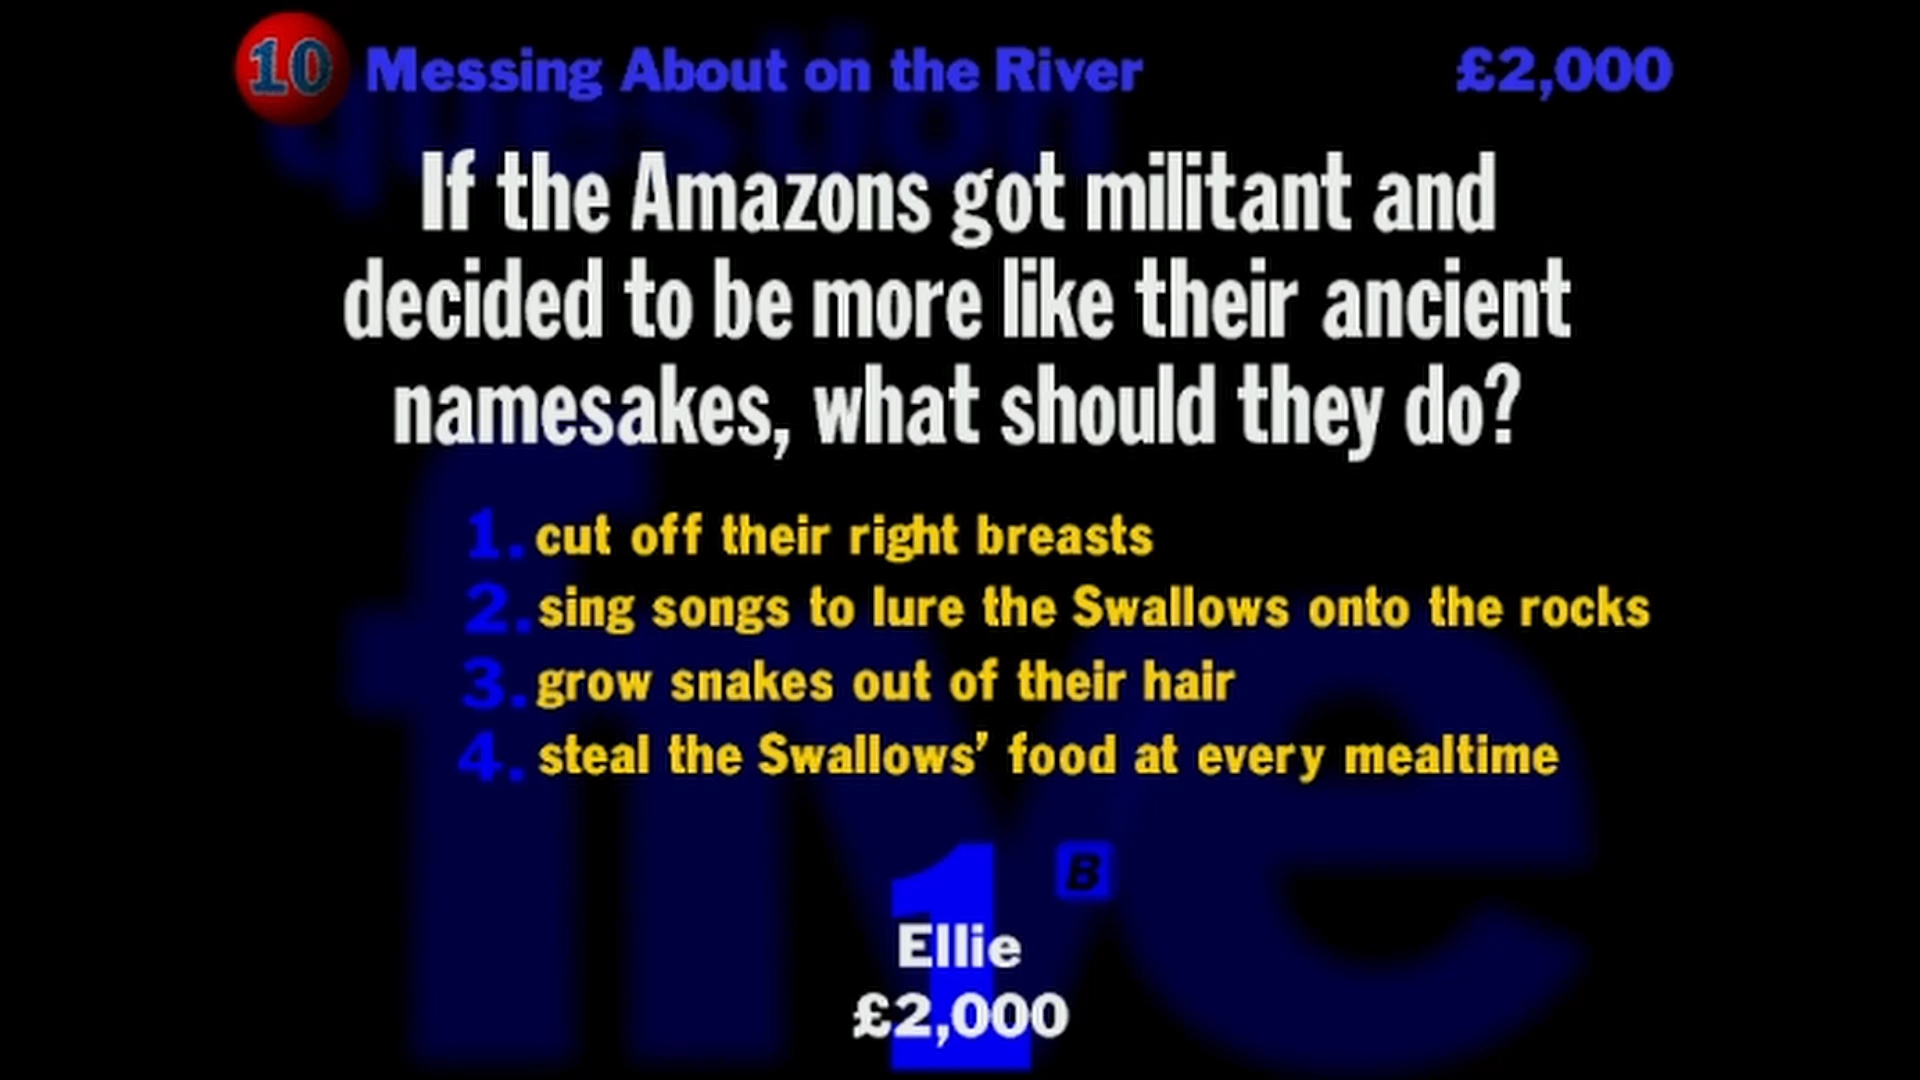 10 Messing About on the River £2,000
question
If the Amazons got militant and
decided to be more like their ancient
namesakes, what should they do?
1. cut off their right breasts
2. sing songs to lure the Swallows onto the rocks
3. grow snakes out of their hair
4. steal the Swallows' food at every mealtime
five
1 B
Ellie
£2,000